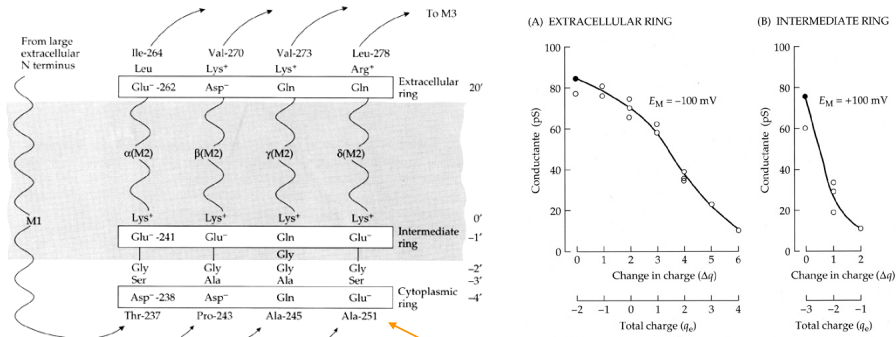 To M3
From large
extracellular
N terminus
Ile-264 Val-270 Val-273 Leu-278
Leu Lys⁺ Lys⁺ Arg⁺
Glu⁻-262 Asp⁻ Gln Gln
Extracellular
ring
20′
α(M2) β(M2) γ(M2) δ(M2)
M1
Lys⁺ Lys⁺ Lys⁺ Lys⁺
0′
Glu⁻-241 Glu⁻ Gln Glu⁻
Intermediate
ring
–1′
Gly
Gly Gly Gly Gly
–2′
Ser Ala Ala Ser
–3′
Asp⁻-238 Asp⁻ Gln Glu⁻
Cytoplasmic
ring
–4′
Thr-237 Pro-243 Ala-245 Ala-251
(A) EXTRACELLULAR RING
100
80
60
40
20
0
Conductante (pS)
E_M = –100 mV
0 1 2 3 4 5 6
Change in charge (Δq)
–2 –1 0 1 2 3 4
Total charge (qₑ)
(B) INTERMEDIATE RING
100
80
60
40
20
0
Conductante (pS)
E_M = +100 mV
0 1 2
Change in charge (Δq)
–3 –2 –1
Total charge (qₑ)